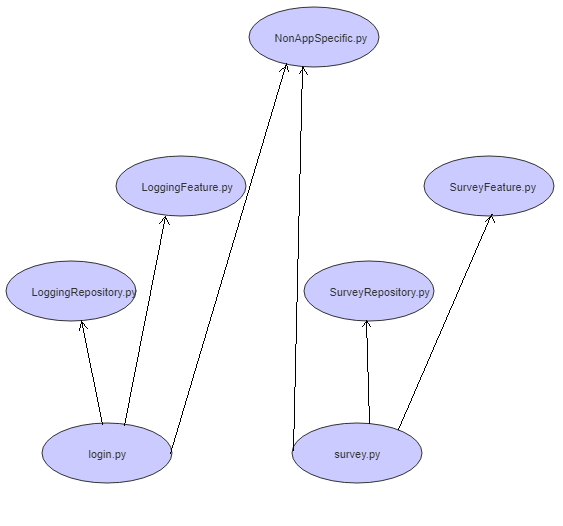 NonAppSpecific.py
LoggingFeature.py
SurveyFeature.py
LoggingRepository.py
SurveyRepository.py
login.py
survey.py